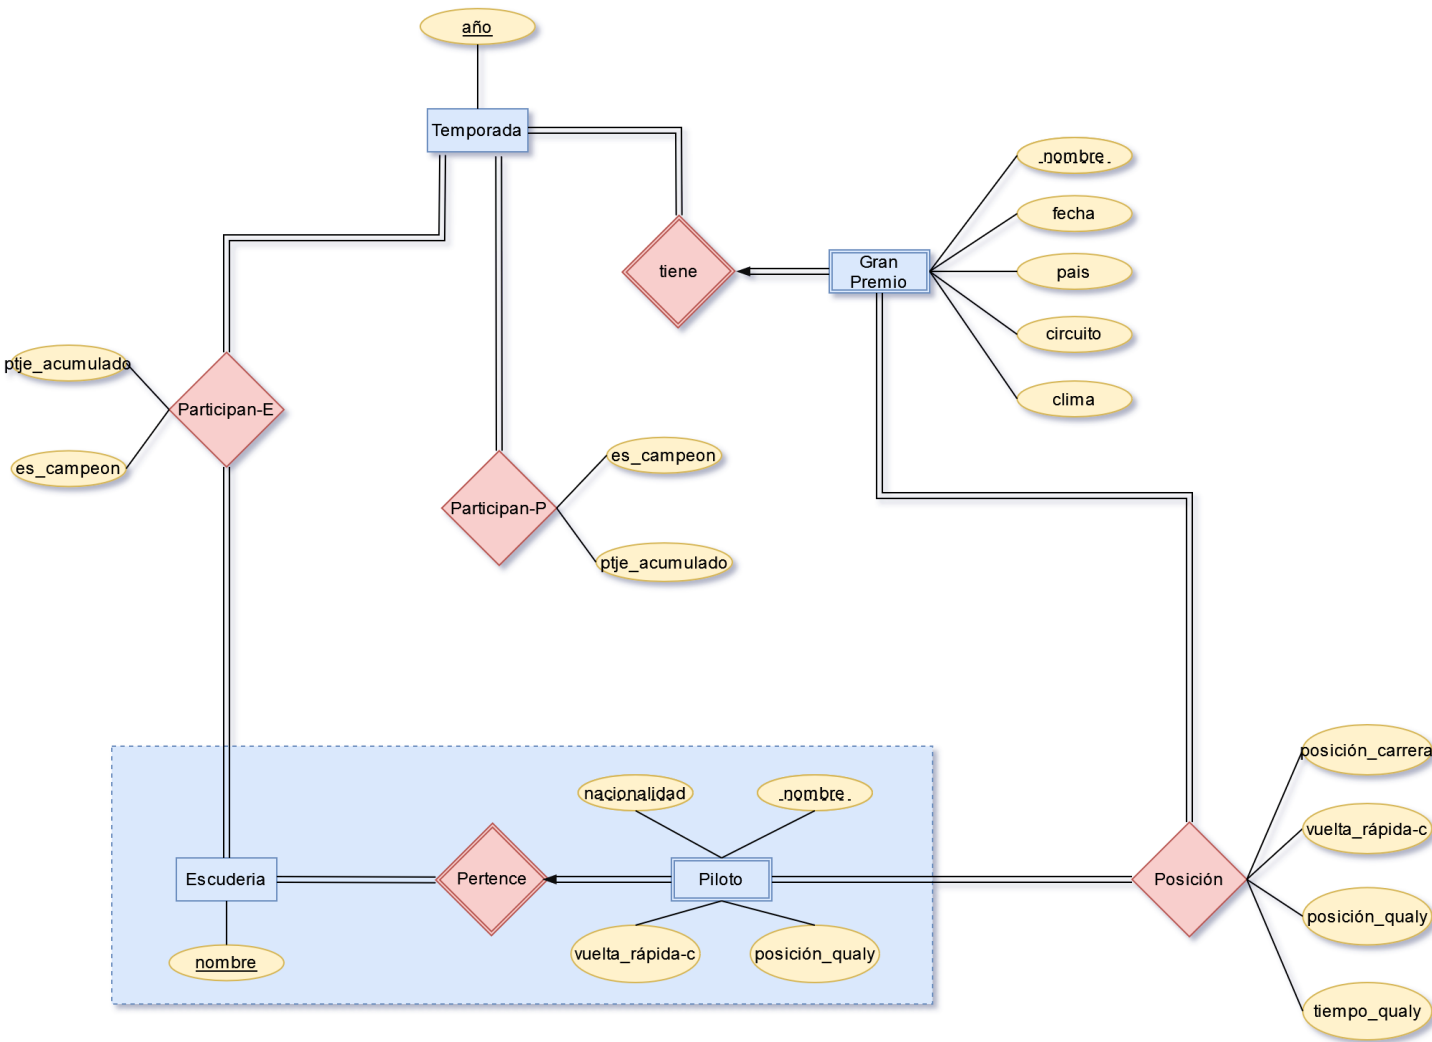 año
Temporada
nombre
fecha
tiene
Gran
Premio
pais
circuito
ptje_acumulado
Participan-E
clima
es_campeon
es_campeon
Participan-P
ptje_acumulado
posición_carrera
nacionalidad
nombre
vuelta_rápida-c
Escuderia
Pertence
Piloto
Posición
posición_qualy
vuelta_rápida-c
posición_qualy
nombre
tiempo_qualy